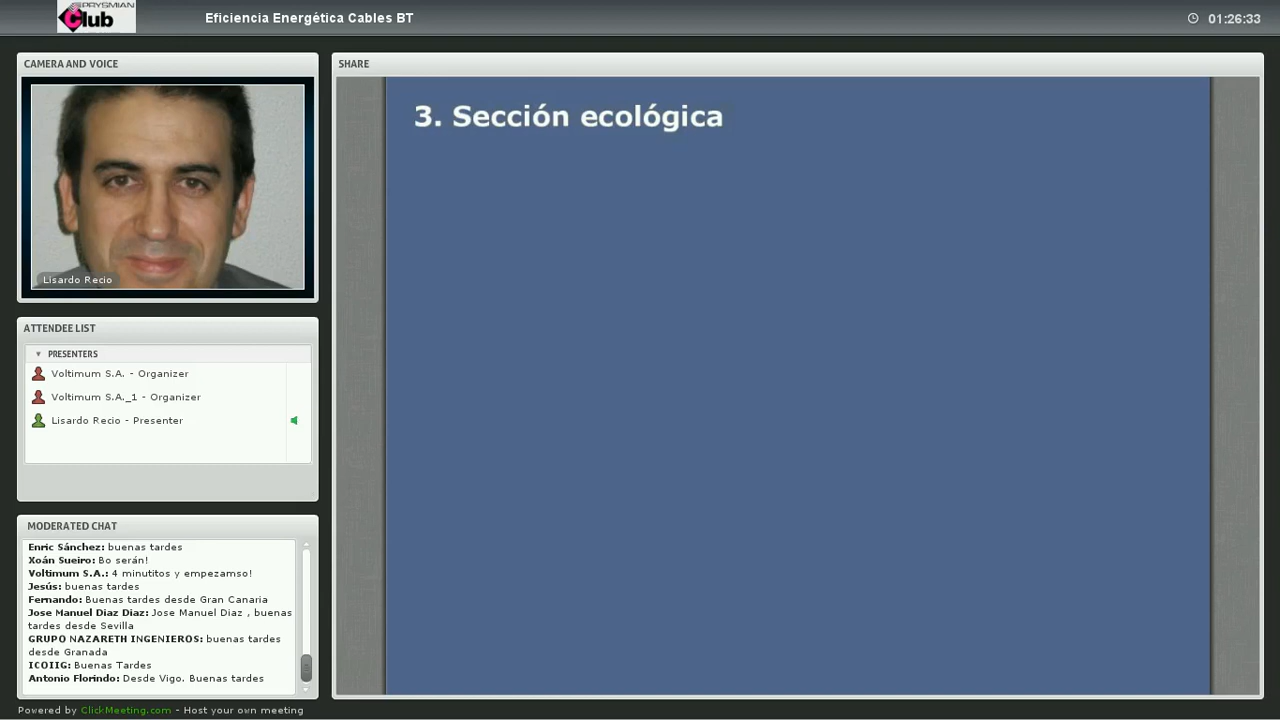 PRYSMIAN
Club
Eficiencia Energética Cables BT
01:26:33
CAMERA AND VOICE
Lisardo Recio
ATTENDEE LIST
PRESENTERS
Voltimum S.A. - Organizer
Voltimum S.A._1 - Organizer
Lisardo Recio - Presenter
MODERATED CHAT
Enric Sánchez: buenas tardes
Xoán Sueiro: Bo serán!
Voltimum S.A.: 4 minutitos y empezamso!
Jesús: buenas tardes
Fernando: Buenas tardes desde Gran Canaria
Jose Manuel Diaz Diaz: Jose Manuel Diaz , buenas
tardes desde Sevilla
GRUPO NAZARETH INGENIEROS: buenas tardes
desde Granada
ICOIIG: Buenas Tardes
Antonio Florindo: Desde Vigo. Buenas tardes
Powered by ClickMeeting.com - Host your own meeting
SHARE
3. Sección ecológica